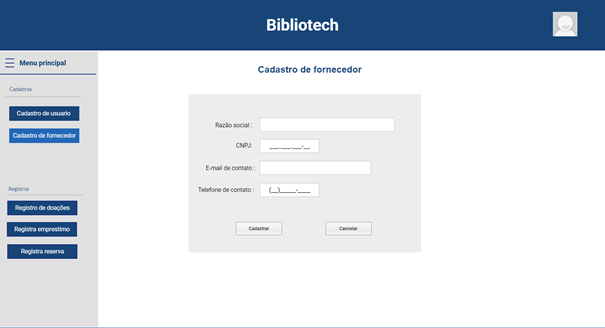 Bibliotech
Menu principal
Cadastros
Cadastro de usuario
Cadastro de fornecedor
Registros
Registro de doações
Registra emprestimo
Registra reserva
Cadastro de fornecedor
Razão social :
CNPJ: ___.___.___-__
E-mail de contato :
Telefone de contato : (__)_____-____
Cadastrar Cancelar